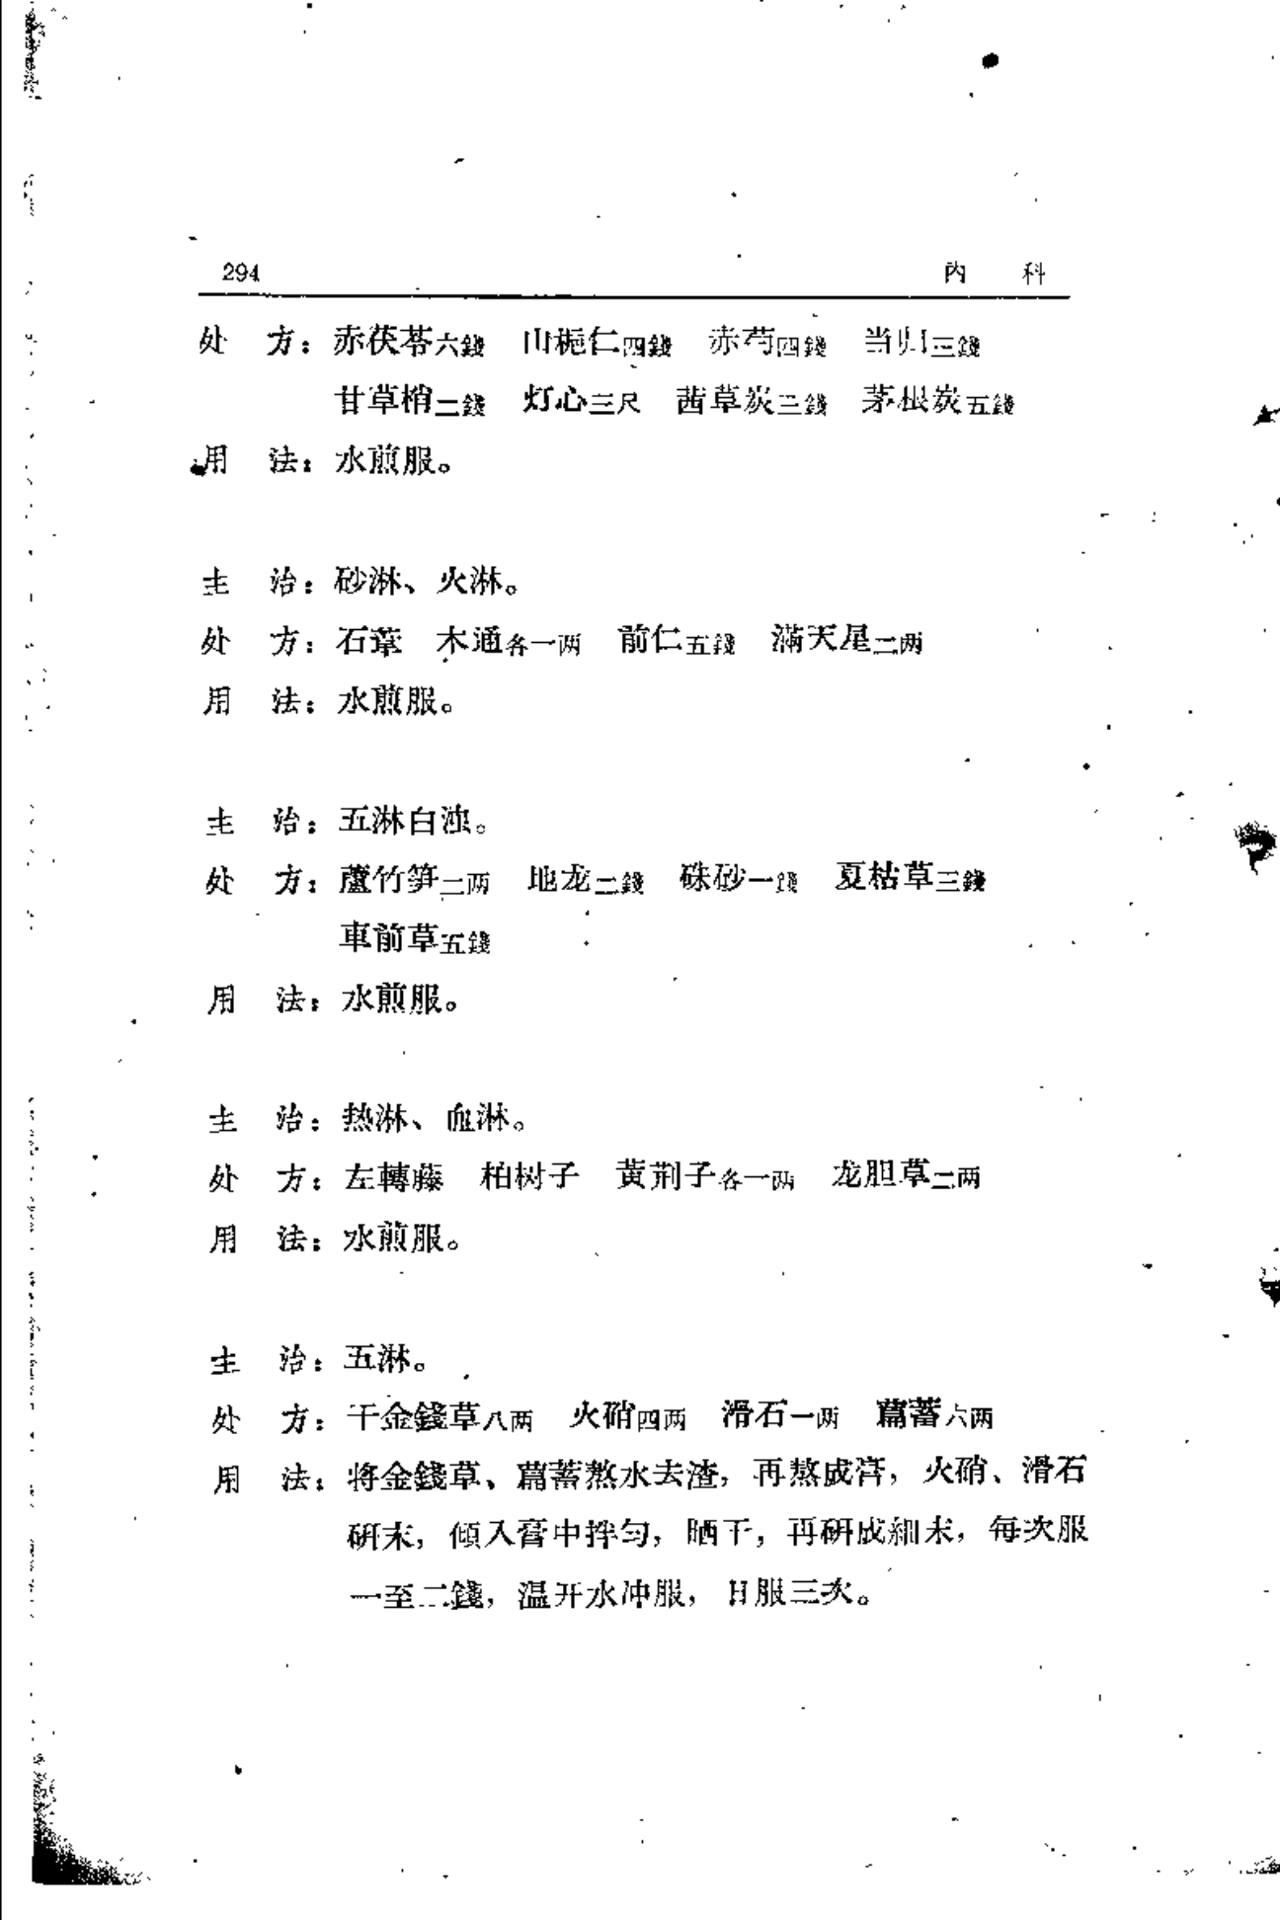 294 内 科
处 方：赤茯苓六錢 山梔仁四錢 赤芍四錢 当归三錢
甘草梢二錢 灯心三尺 茜草炭三錢 茅根炭五錢
用 法：水煎服。
主 治：砂淋、火淋。
处 方：石葦 木通各一两 前仁五錢 滿天星二两
用 法：水煎服。
主 治：五淋白浊。
处 方：蘆竹笋二两 地龙二錢 硃砂一錢 夏枯草三錢
車前草五錢
用 法：水煎服。
主 治：热淋、血淋。
处 方：左轉藤 柏树子 黄荆子各一两 龙胆草二两
用 法：水煎服。
主 治：五淋。
处 方：干金錢草八两 火硝四两 滑石一两 萹蓄六两
用 法：将金錢草、萹蓄熬水去渣，再熬成膏，火硝、滑石
研末，倾入膏中拌匀，晒干，再研成細末，每次服
一至二錢，温开水冲服，日服三次。